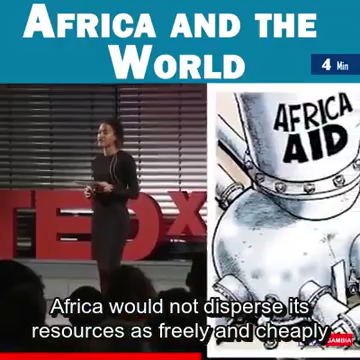 AFRICA AND THE
WORLD
4 Min
AFRICA
AID
TEDx
Africa would not disperse its
resources as freely and cheaply
JAMBIA